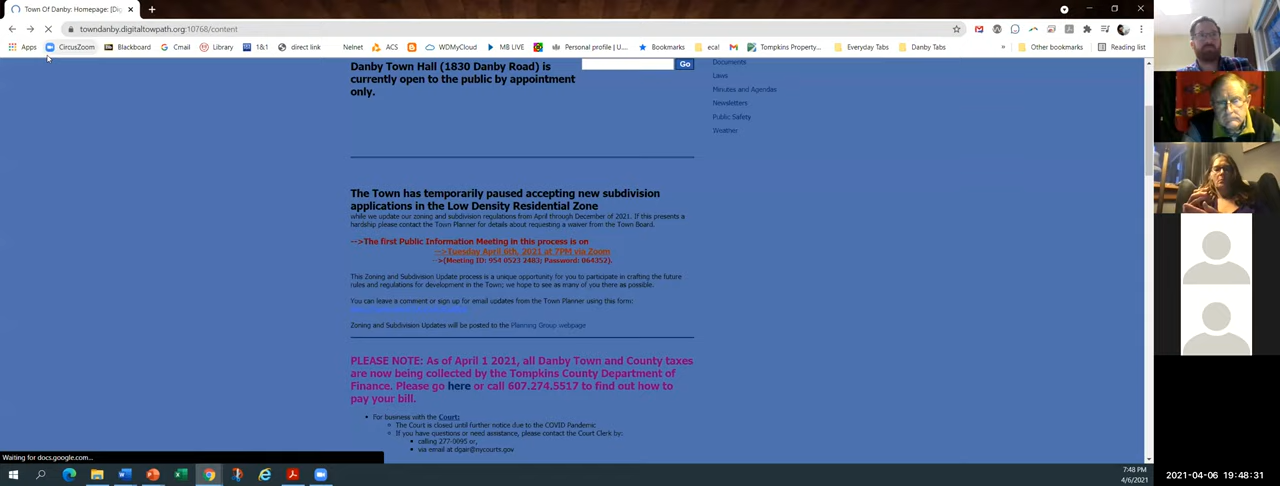 Town Of Danby: Homepage: [Dig
towndanby.digitaltowpath.org:10768/content
Apps CircusZoom Blackboard Gmail Library 1&1 direct link Nelnet ACS blog WDMyCloud MB LIVE Personal profile | U... Bookmarks eca! M Tompkins Property... Everyday Tabs Danby Tabs » Other bookmarks Reading list
Danby Town Hall (1830 Danby Road) is
currently open to the public by appointment
only.
Go
Documents
Laws
Minutes and Agendas
Newsletters
Public Safety
Weather
The Town has temporarily paused accepting new subdivision
applications in the Low Density Residential Zone
while we update our zoning and subdivision regulations from April through December of 2021. If this presents a
hardship please contact the Town Planner for details about requesting a waiver from the Town Board.
-->The first Public Information Meeting in this process is on
-->Tuesday April 6th, 2021 at 7PM via Zoom
-->(Meeting ID: 954 0523 2483; Password: 064352).
This Zoning and Subdivision Update process is a unique opportunity for you to participate in crafting the future
rules and regulations for development in the Town; we hope to see as many of you there as possible.
You can leave a comment or sign up for email updates from the Town Planner using this form:
Zoning and Subdivision Updates will be posted to the Planning Group webpage
PLEASE NOTE: As of April 1 2021, all Danby Town and County taxes
are now being collected by the Tompkins County Department of
Finance. Please go here or call 607.274.5517 to find out how to
pay your bill.
For business with the Court:
The Court is closed until further notice due to the COVID Pandemic
If you have questions or need assistance, please contact the Court Clerk by:
calling 277-0995 or,
via email at dgair@nycourts.gov
Waiting for docs.google.com...
7:48 PM
4/6/2021
2021-04-06 19:48:31